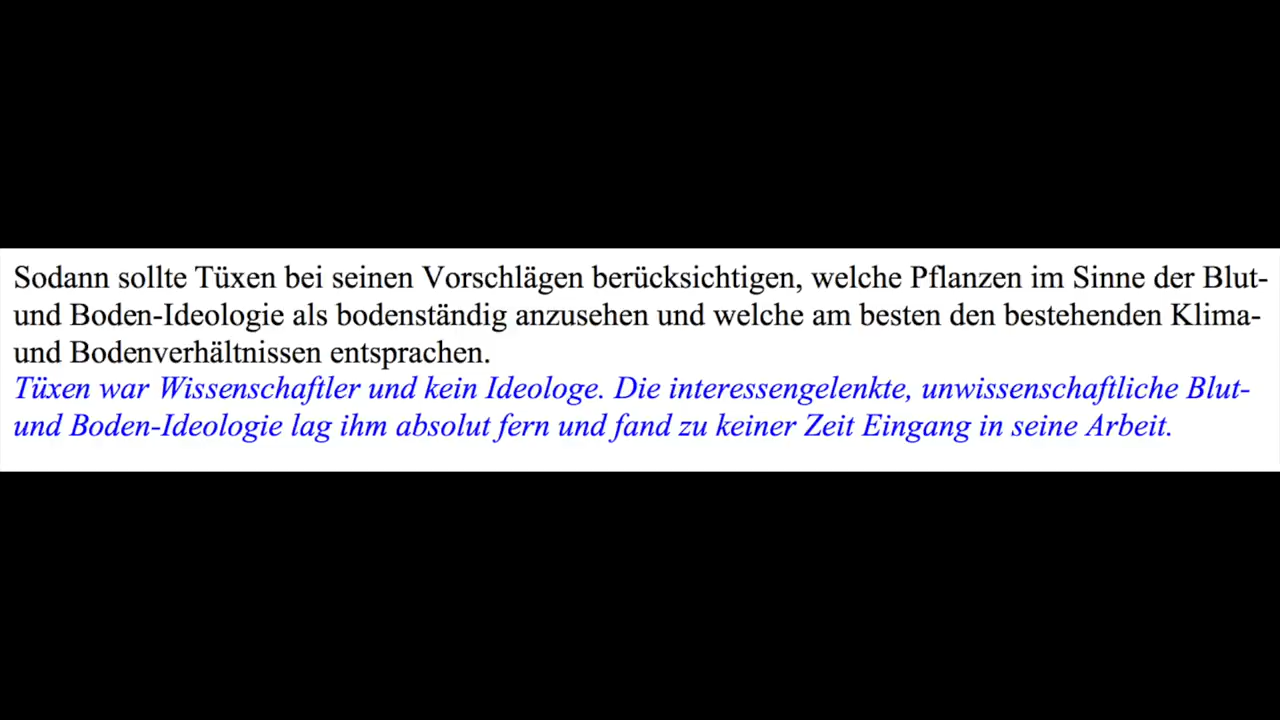 Sodann sollte Tüxen bei seinen Vorschlägen berücksichtigen, welche Pflanzen im Sinne der Blut-
und Boden-Ideologie als bodenständig anzusehen und welche am besten den bestehenden Klima-
und Bodenverhältnissen entsprachen.
Tüxen war Wissenschaftler und kein Ideologe. Die interessengelenkte, unwissenschaftliche Blut-
und Boden-Ideologie lag ihm absolut fern und fand zu keiner Zeit Eingang in seine Arbeit.